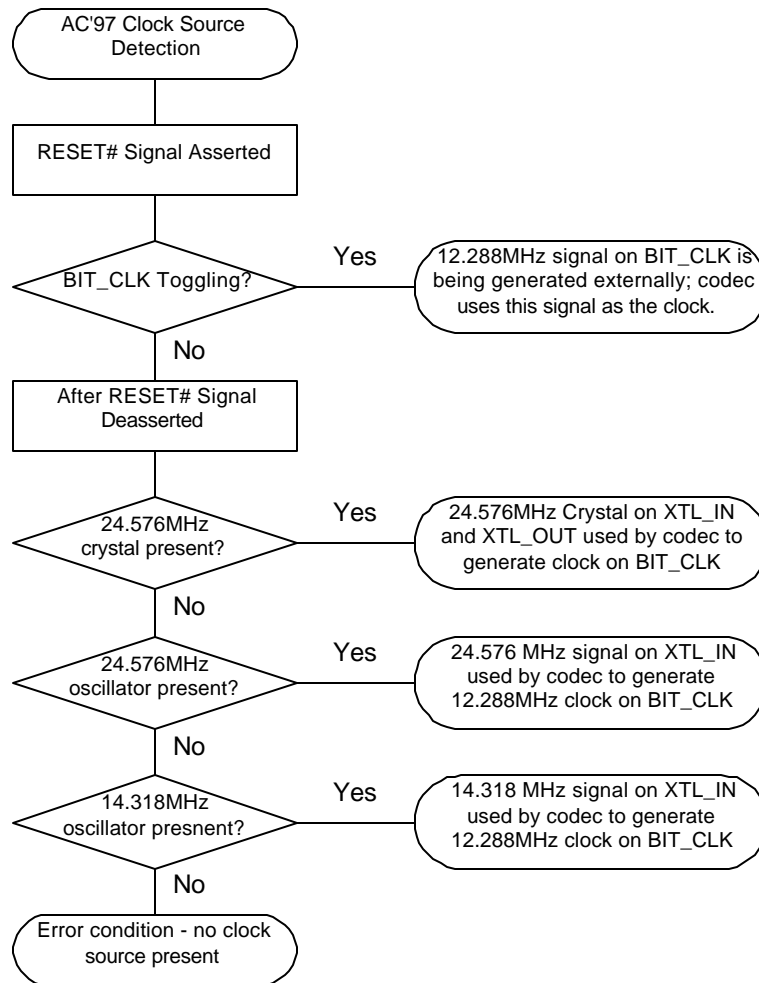 AC'97 Clock Source
Detection
RESET# Signal Asserted
BIT_CLK Toggling?
Yes
12.288MHz signal on BIT_CLK is
being generated externally; codec
uses this signal as the clock.
No
After RESET# Signal
Deasserted
24.576MHz
crystal present?
Yes
24.576MHz Crystal on XTL_IN
and XTL_OUT used by codec to
generate clock on BIT_CLK
No
24.576MHz
oscillator present?
Yes
24.576 MHz signal on XTL_IN
used by codec to generate
12.288MHz clock on BIT_CLK
No
14.318MHz
oscillator presnent?
Yes
14.318 MHz signal on XTL_IN
used by codec to generate
12.288MHz clock on BIT_CLK
No
Error condition - no clock
source present